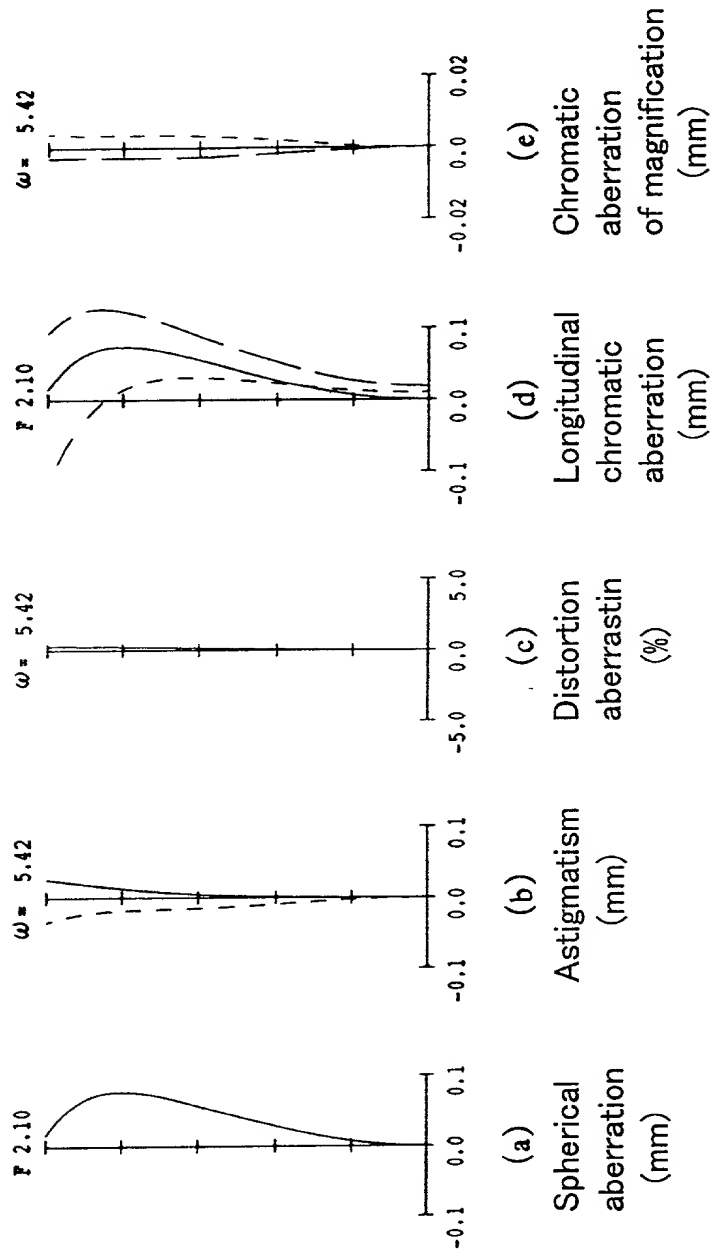 F 2.10
-0.1 0.0 0.1
(a)
Spherical
aberration
(mm)
ω= 5.42
-0.1 0.0 0.1
(b)
Astigmatism
(mm)
ω= 5.42
-5.0 0.0 5.0
(c)
Distortion
aberrastin
(%)
F 2.10
-0.1 0.0 0.1
(d)
Longitudinal
chromatic
aberration
(mm)
ω= 5.42
-0.02 0.0 0.02
(e)
Chromatic
aberration
of magnification
(mm)